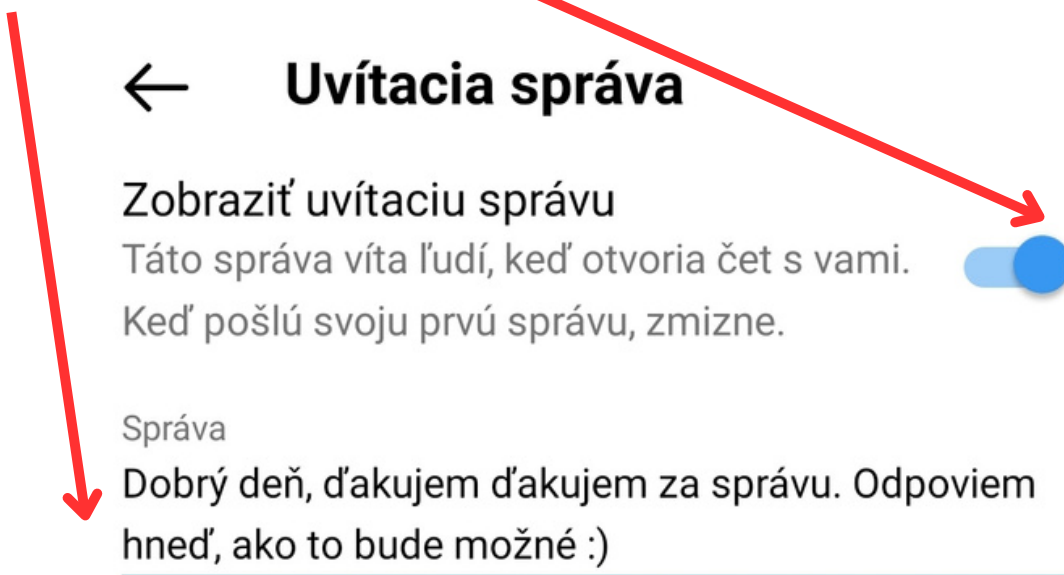 Uvítacia správa
Zobraziť uvítaciu správu
Táto správa víta ľudí, keď otvoria čet s vami.
Keď pošlú svoju prvú správu, zmizne.
Správa
Dobrý deň, ďakujem ďakujem za správu. Odpoviem
hneď, ako to bude možné :)